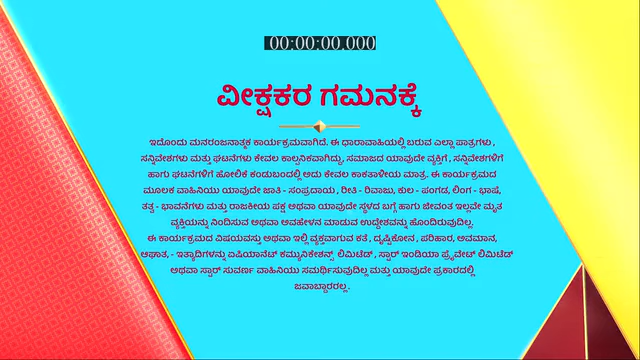 00:00:00.000
ವೀಕ್ಷಕರ ಗಮನಕ್ಕೆ
ಇದೊಂದು ಮನರಂಜನಾತ್ಮಕ ಕಾರ್ಯಕ್ರಮವಾಗಿದೆ. ಈ ಧಾರಾವಾಹಿಯಲ್ಲಿ ಬರುವ ಎಲ್ಲಾ ಪಾತ್ರಗಳು,
ಸನ್ನಿವೇಶಗಳು ಮತ್ತು ಘಟನೆಗಳು ಕೇವಲ ಕಾಲ್ಪನಿಕವಾಗಿದ್ದು, ಸಮಾಜದ ಯಾವುದೇ ವ್ಯಕ್ತಿಗೆ, ಸನ್ನಿವೇಶಗಳಿಗೆ
ಹಾಗು ಘಟನೆಗಳಿಗೆ ಹೋಲಿಕೆ ಕಂಡುಬಂದಲ್ಲಿ ಅದು ಕೇವಲ ಕಾಕತಾಳೀಯ ಮಾತ್ರ. ಈ ಕಾರ್ಯಕ್ರಮದ
ಮೂಲಕ ವಾಹಿನಿಯು ಯಾವುದೇ ಜಾತಿ - ಸಂಪ್ರದಾಯ, ರೀತಿ - ರಿವಾಜು, ಕುಲ - ಪಂಗಡ, ಲಿಂಗ - ಭಾಷೆ,
ತತ್ವ - ಭಾವನೆಗಳು ಮತ್ತು ರಾಜಕೀಯ ಪಕ್ಷ ಅಥವಾ ಯಾವುದೇ ಸ್ಥಳದ ಬಗ್ಗೆ ಹಾಗು ಜೀವಂತ ಇಲ್ಲವೇ ಮೃತ
ವ್ಯಕ್ತಿಯನ್ನು ನಿಂದಿಸುವ ಅಥವಾ ಅವಹೇಳನ ಮಾಡುವ ಉದ್ದೇಶವನ್ನು ಹೊಂದಿರುವುದಿಲ್ಲ.
ಈ ಕಾರ್ಯಕ್ರಮದ ವಿಷಯವಸ್ತು ಅಥವಾ ಇಲ್ಲಿ ವ್ಯಕ್ತವಾಗುವ ಕತೆ, ದೃಷ್ಟಿಕೋನ, ಪರಿಹಾರ, ಅವಮಾನ,
ಆಘಾತ, - ಇತ್ಯಾದಿಗಳನ್ನು ಏಷಿಯಾನೆಟ್ ಕಮ್ಯುನಿಕೇಶನ್ಸ್ ಲಿಮಿಟೆಡ್, ಸ್ಟಾರ್ ಇಂಡಿಯಾ ಪ್ರೈವೇಟ್ ಲಿಮಿಟೆಡ್
ಅಥವಾ ಸ್ಟಾರ್ ಸುವರ್ಣ ವಾಹಿನಿಯು ಸಮರ್ಥಿಸುವುದಿಲ್ಲ ಮತ್ತು ಯಾವುದೇ ಪ್ರಕಾರದಲ್ಲಿ
ಜವಾಬ್ದಾರರಲ್ಲ.